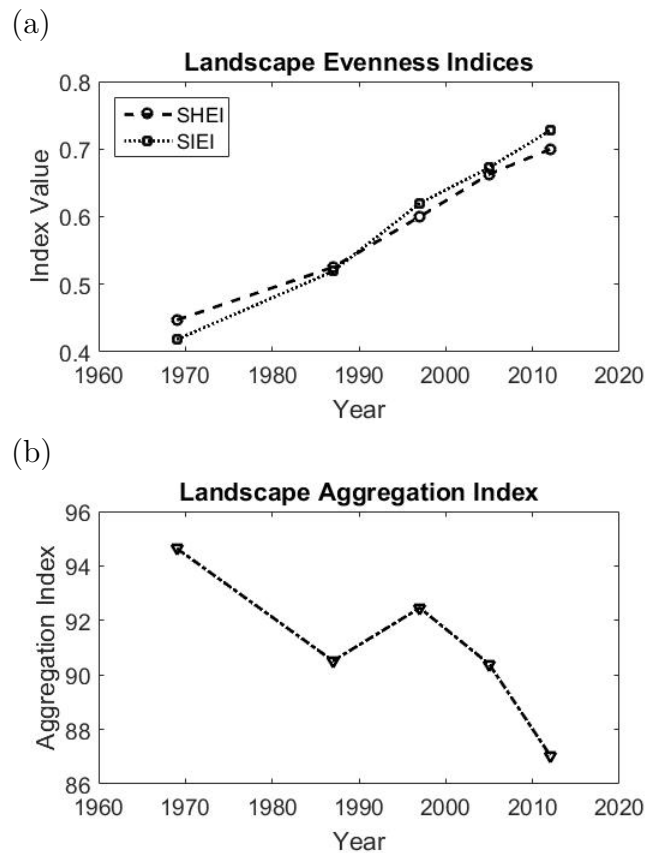 (a)
Landscape Evenness Indices
0.8
0.7
0.6
0.5
0.4
Index Value
SHEI
SIEI
1960 1970 1980 1990 2000 2010 2020
Year
(b)
Landscape Aggregation Index
96
94
92
90
88
86
Aggregation Index
1960 1970 1980 1990 2000 2010 2020
Year